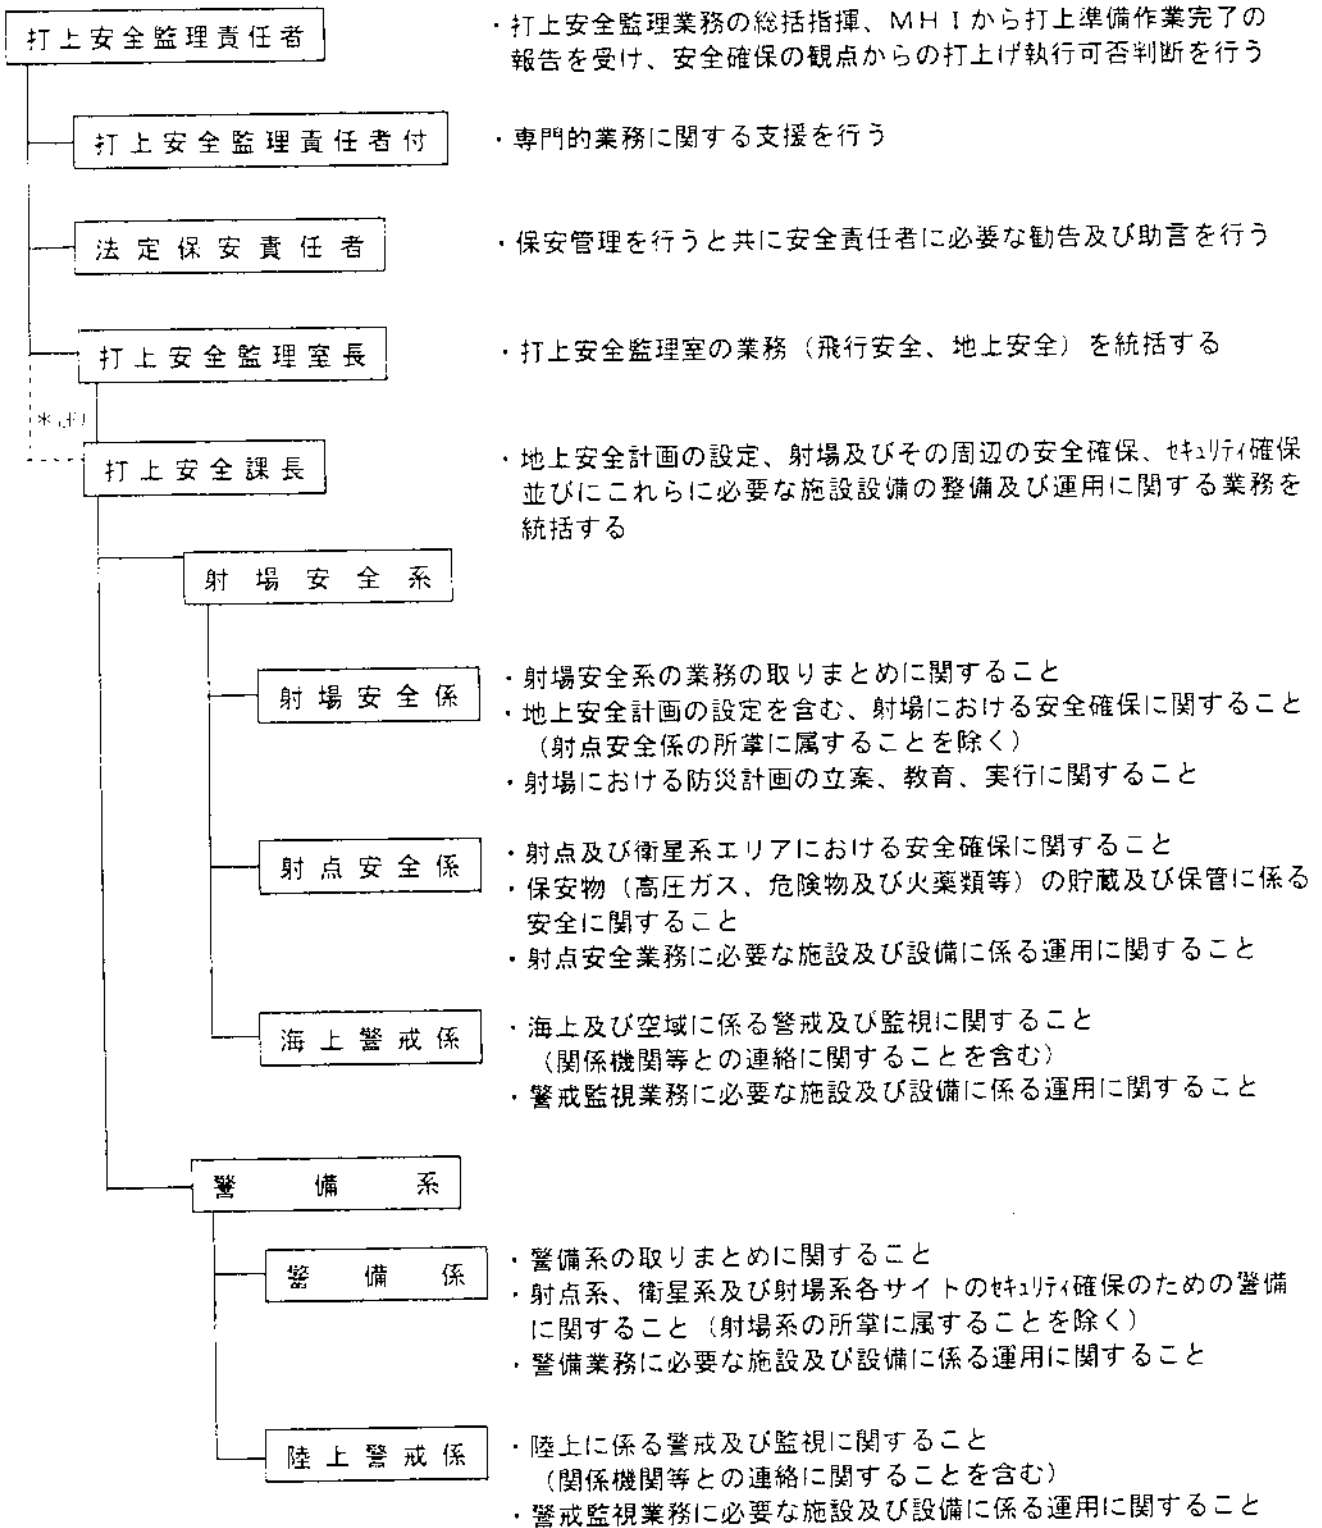 打上安全監理責任者
・打上安全監理業務の総括指揮、ＭＨＩから打上準備作業完了の
報告を受け、安全確保の観点からの打上げ執行可否判断を行う
打上安全監理責任者付
・専門的業務に関する支援を行う
法定保安責任者
・保安管理を行うと共に安全責任者に必要な勧告及び助言を行う
打上安全監理室長
・打上安全監理室の業務（飛行安全、地上安全）を統括する
打上安全課長
・地上安全計画の設定、射場及びその周辺の安全確保、ｾｷｭﾘﾃｨ確保
並びにこれらに必要な施設設備の整備及び運用に関する業務を
統括する
射場安全系
射場安全係
・射場安全系の業務の取りまとめに関すること
・地上安全計画の設定を含む、射場における安全確保に関すること
（射点安全係の所掌に属することを除く）
・射場における防災計画の立案、教育、実行に関すること
射点安全係
・射点及び衛星系エリアにおける安全確保に関すること
・保安物（高圧ガス、危険物及び火薬類等）の貯蔵及び保管に係る
安全に関すること
・射点安全業務に必要な施設及び設備に係る運用に関すること
海上警戒係
・海上及び空域に係る警戒及び監視に関すること
（関係機関等との連絡に関することを含む）
・警戒監視業務に必要な施設及び設備に係る運用に関すること
警備系
警備係
・警備系の取りまとめに関すること
・射点系、衛星系及び射場系各サイトのｾｷｭﾘﾃｨ確保のための警備
に関すること（射場系の所掌に属することを除く）
・警備業務に必要な施設及び設備に係る運用に関すること
陸上警戒係
・陸上に係る警戒及び監視に関すること
（関係機関等との連絡に関することを含む）
・警戒監視業務に必要な施設及び設備に係る運用に関すること